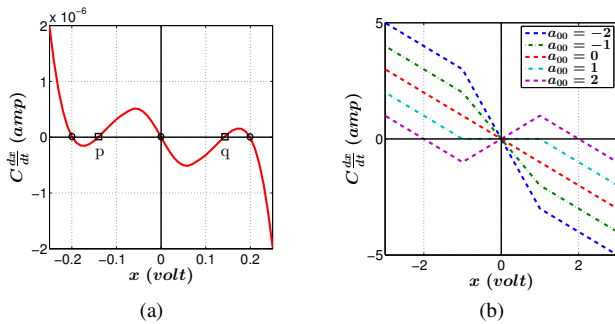 x 10⁻⁶
2
1
0
−1
−2
−0.2
−0.1
0
0.1
0.2
p
q
C dx/dt (amp)
x (volt)
(a)
5
0
−5
−2
0
2
a₀₀ = −2
a₀₀ = −1
a₀₀ = 0
a₀₀ = 1
a₀₀ = 2
C dx/dt (amp)
x (volt)
(b)